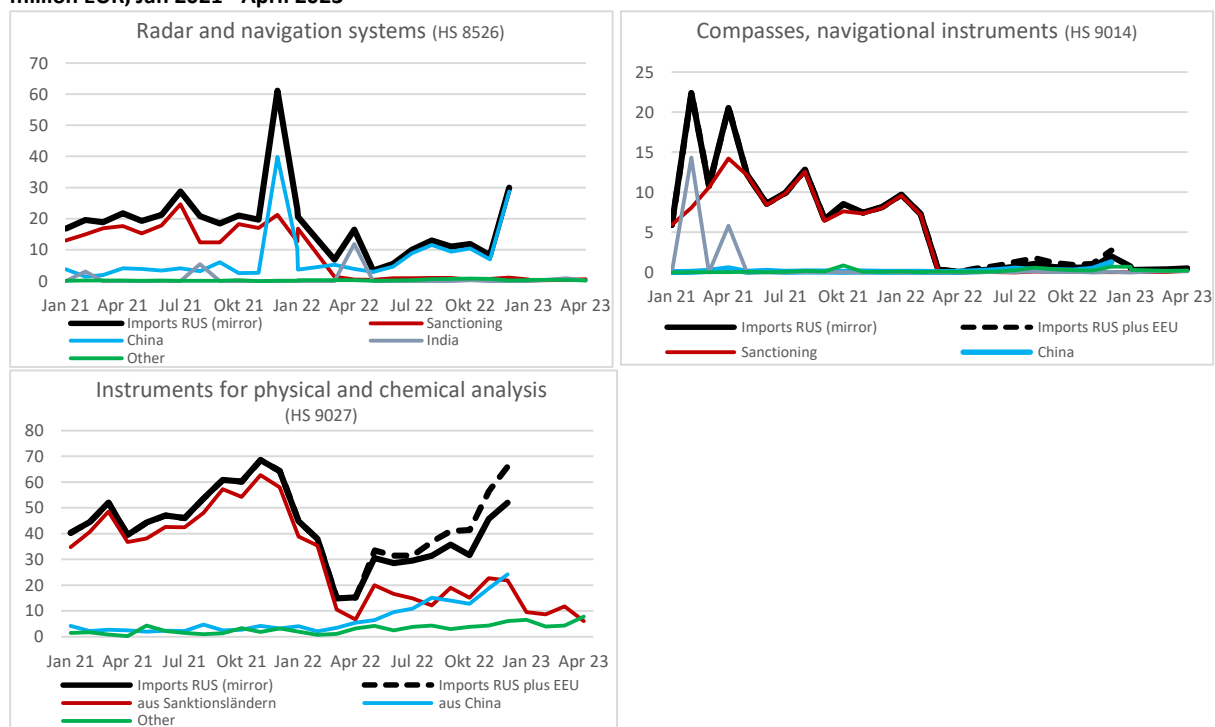 million EUR, Jan 2021 - April 2023
Radar and navigation systems (HS 8526)
70
60
50
40
30
20
10
0
Jan 21 Apr 21 Jul 21 Okt 21 Jan 22 Apr 22 Jul 22 Okt 22 Jan 23 Apr 23
Imports RUS (mirror) Sanctioning
China India
Other
Compasses, navigational instruments (HS 9014)
25
20
15
10
5
0
Jan 21 Apr 21 Jul 21 Okt 21 Jan 22 Apr 22 Jul 22 Okt 22 Jan 23 Apr 23
Imports RUS (mirror) Imports RUS plus EEU
Sanctioning China
Instruments for physical and chemical analysis
(HS 9027)
80
70
60
50
40
30
20
10
0
Jan 21 Apr 21 Jul 21 Okt 21 Jan 22 Apr 22 Jul 22 Okt 22 Jan 23 Apr 23
Imports RUS (mirror) Imports RUS plus EEU
aus Sanktionsländern aus China
Other